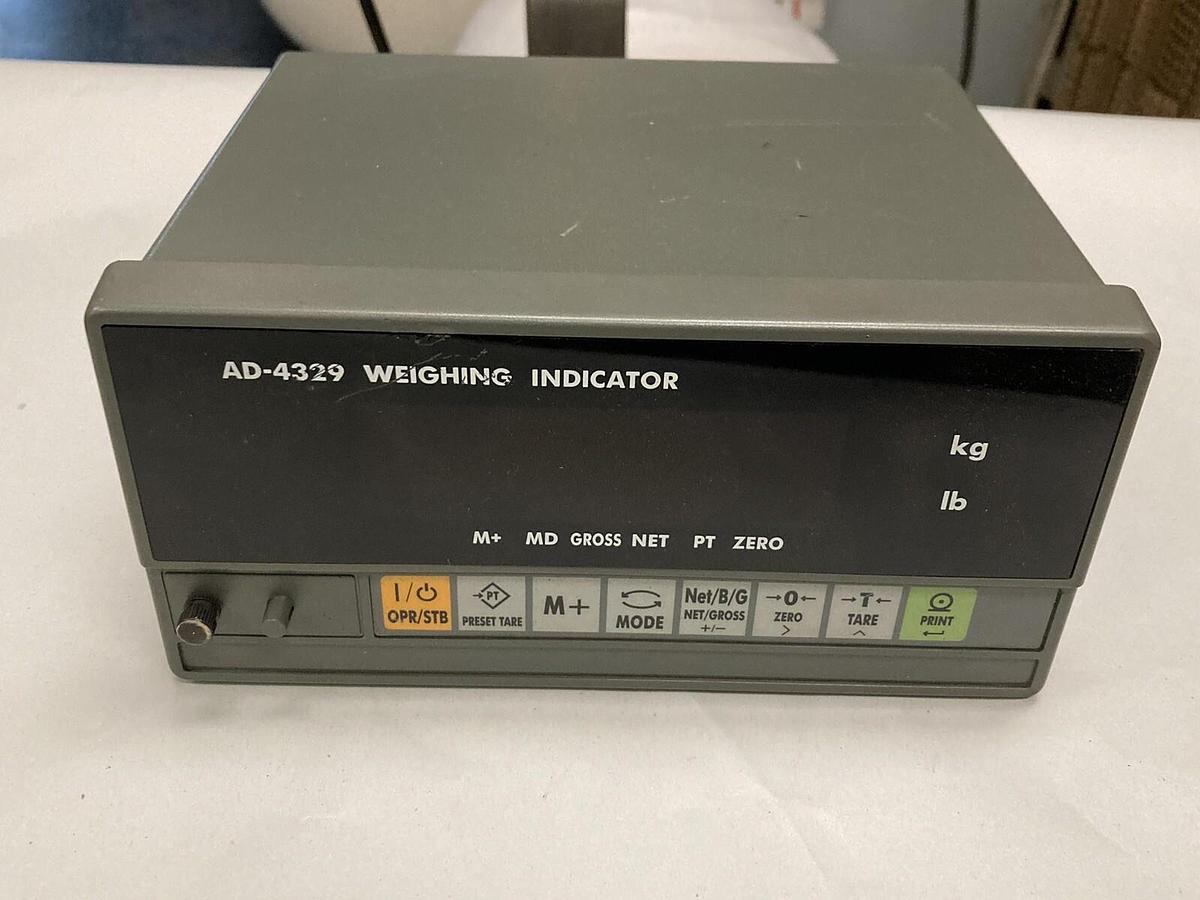 AD-4329 WEIGHING INDICATOR
kg
lb
M+ MD GROSS NET PT ZERO
I/⏻ →PT← M+ Net/B/G →0← →T←
OPR/STB PRESET TARE MODE NET/GROSS ZERO TARE PRINT
+/− > ^ ↵